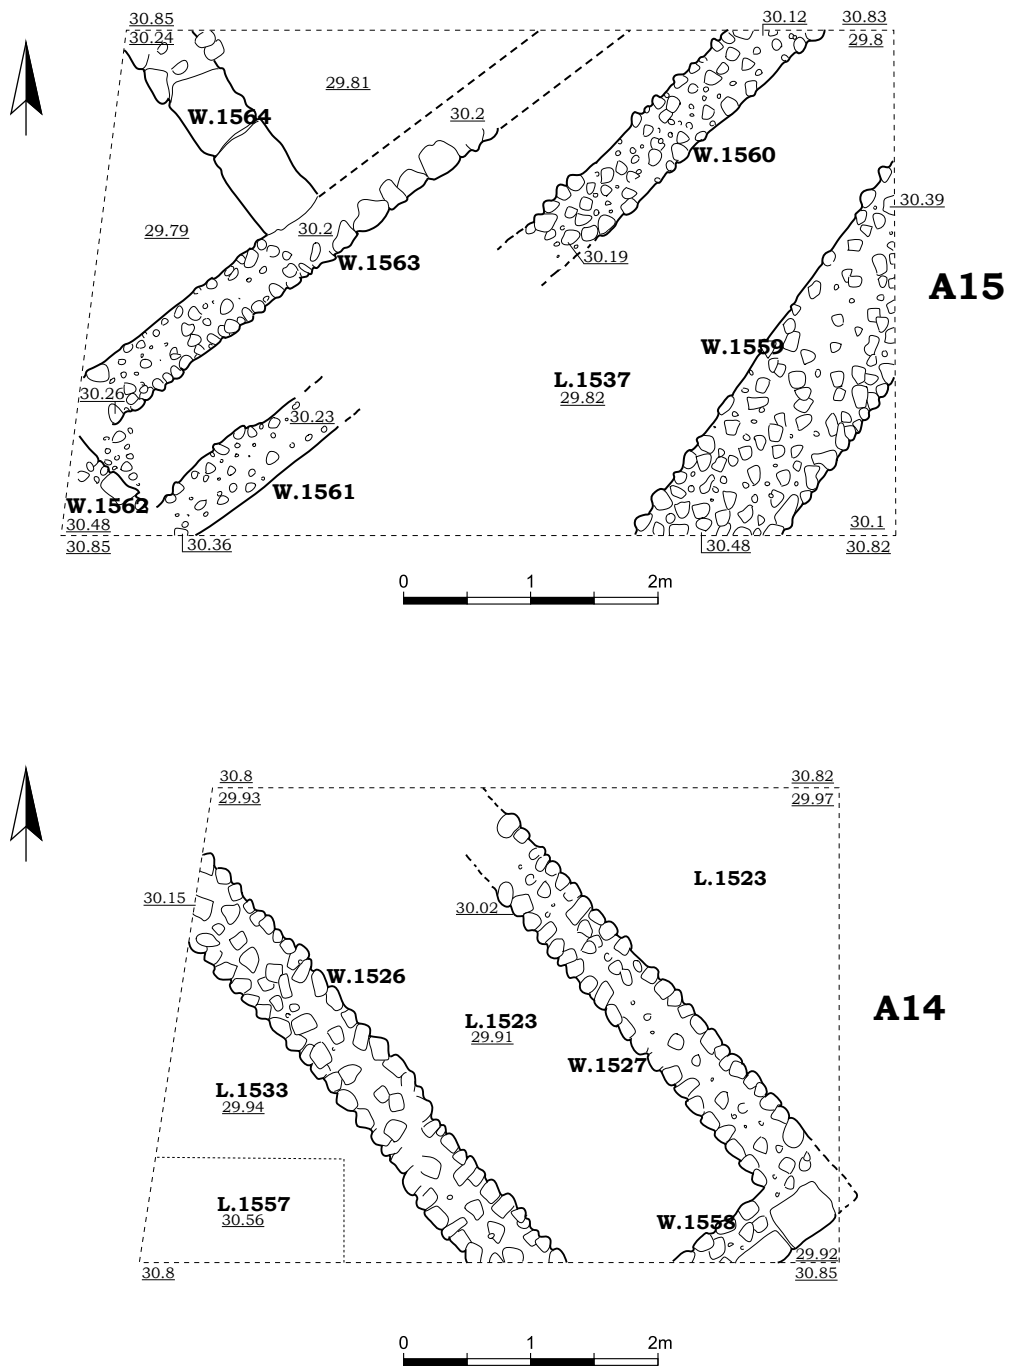 30.85
30.24
30.12
30.83
29.8
29.81
W.1564
30.2
W.1560
30.39
29.79
30.2
W.1563
30.19
A15
W.1559
L.1537
29.82
30.26
30.23
W.1561
W.1562
30.48
30.85
30.36
30.48
30.1
30.82
0 1 2m
30.8
29.93
30.82
29.97
L.1523
30.15
30.02
W.1526
A14
L.1523
29.91
W.1527
L.1533
29.94
L.1557
30.56
W.1558
29.92
30.8
30.85
0 1 2m